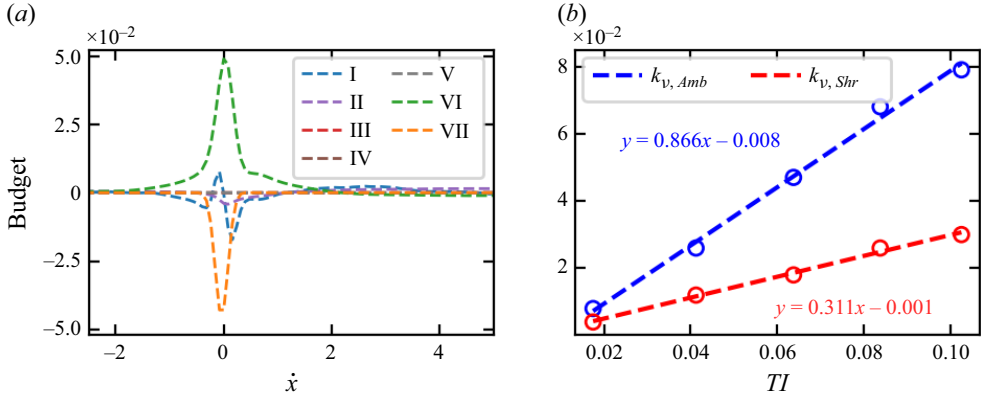 (a)
×10⁻²
5.0
2.5
0
−2.5
−5.0
Budget
I
II
III
IV
V
VI
VII
−2
0
2
4
ẋ
(b)
×10⁻²
8
6
4
2
k_{ν, Amb}
k_{ν, Shr}
y = 0.866x – 0.008
y = 0.311x – 0.001
0.02
0.04
0.06
0.08
0.10
TI